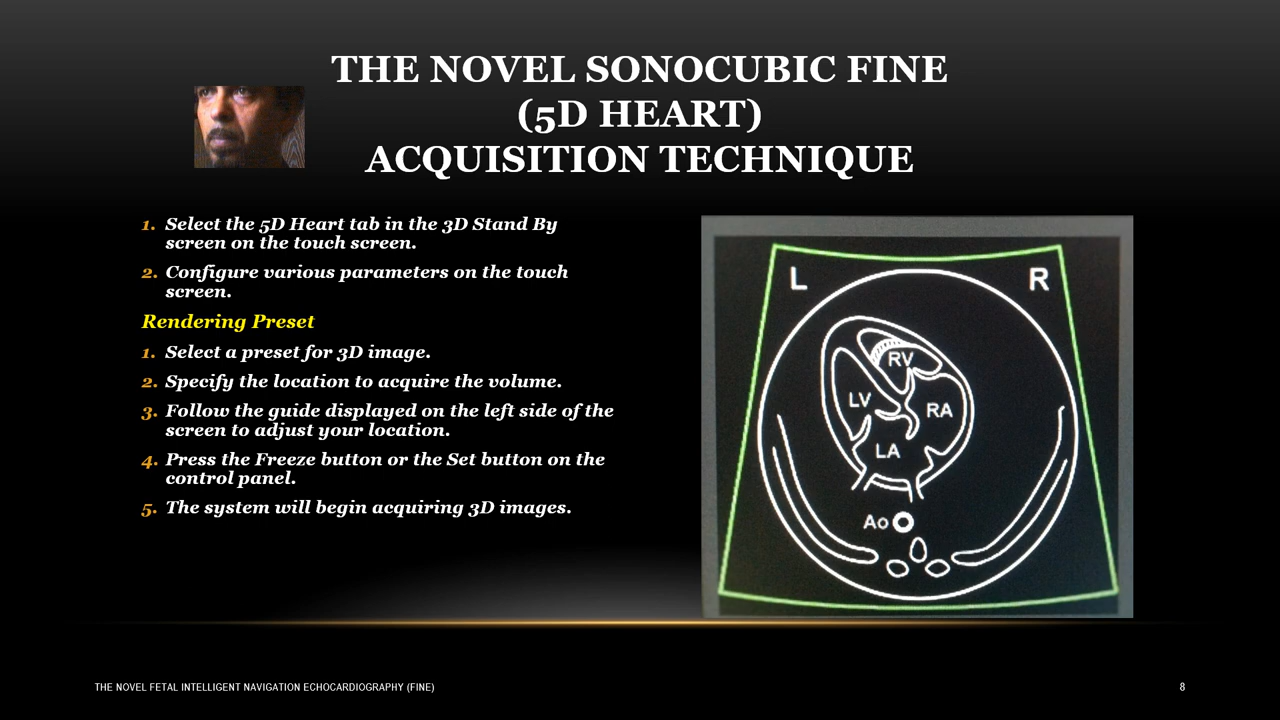 THE NOVEL SONOCUBIC FINE
(5D HEART)
ACQUISITION TECHNIQUE
1. Select the 5D Heart tab in the 3D Stand By
screen on the touch screen.
2. Configure various parameters on the touch
screen.
Rendering Preset
1. Select a preset for 3D image.
2. Specify the location to acquire the volume.
3. Follow the guide displayed on the left side of the
screen to adjust your location.
4. Press the Freeze button or the Set button on the
control panel.
5. The system will begin acquiring 3D images.
L R
RV
LV RA
LA
Ao
THE NOVEL FETAL INTELLIGENT NAVIGATION ECHOCARDIOGRAPHY (FINE) 8